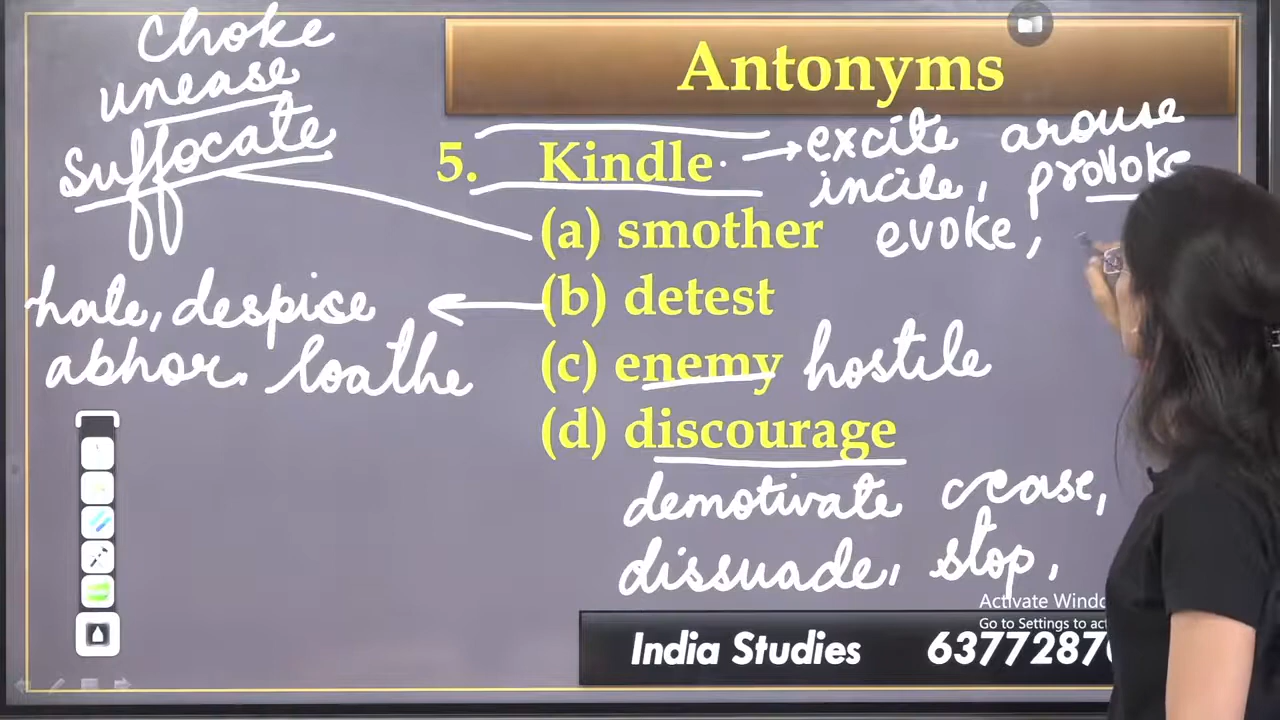 choke
unease
suffocate
Antonyms
5. Kindle. → excite arouse
incite, provoke
(a) smother evoke,
hate, despise ← (b) detest
abhor. loathe
(c) enemy hostile
(d) discourage
demotivate cease,
dissuade, stop,
Activate Windo
Go to Settings to act
India Studies 6377287